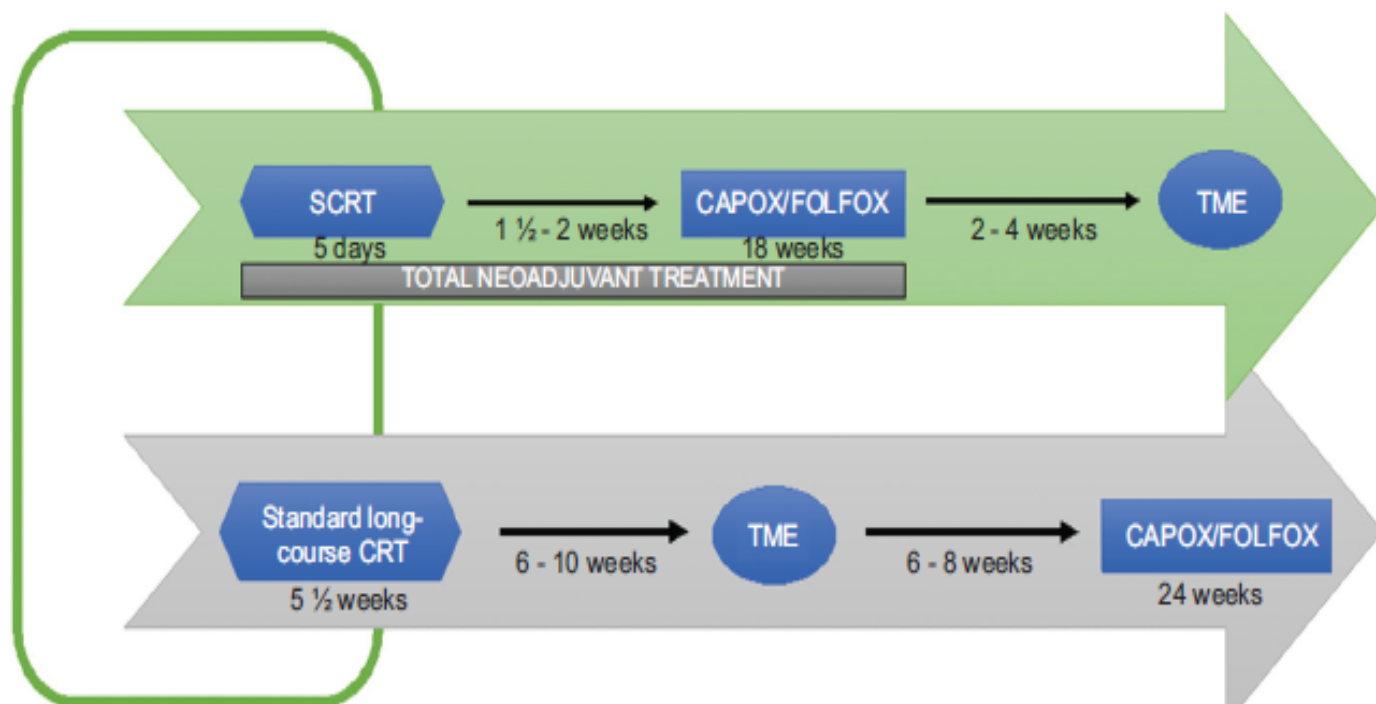 SCRT
5 days
1 ½ - 2 weeks
CAPOX/FOLFOX
18 weeks
2 - 4 weeks
TME
TOTAL NEOADJUVANT TREATMENT
Standard long-
course CRT
5 ½ weeks
6 - 10 weeks
TME
6 - 8 weeks
CAPOX/FOLFOX
24 weeks